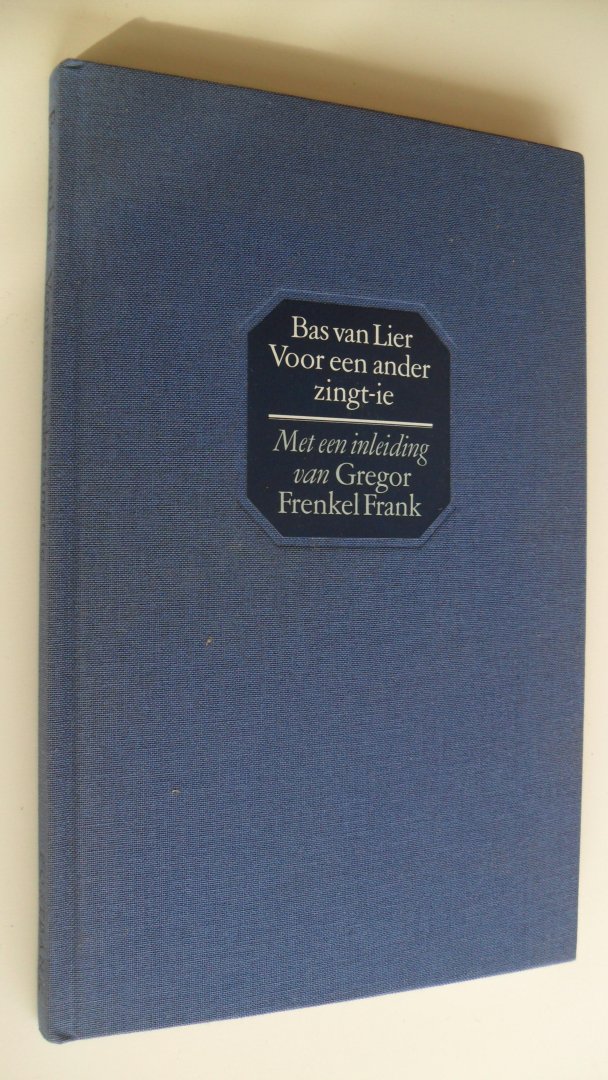 Bas van Lier
Voor een ander
zingt-ie
Met een inleiding
van Gregor
Frenkel Frank